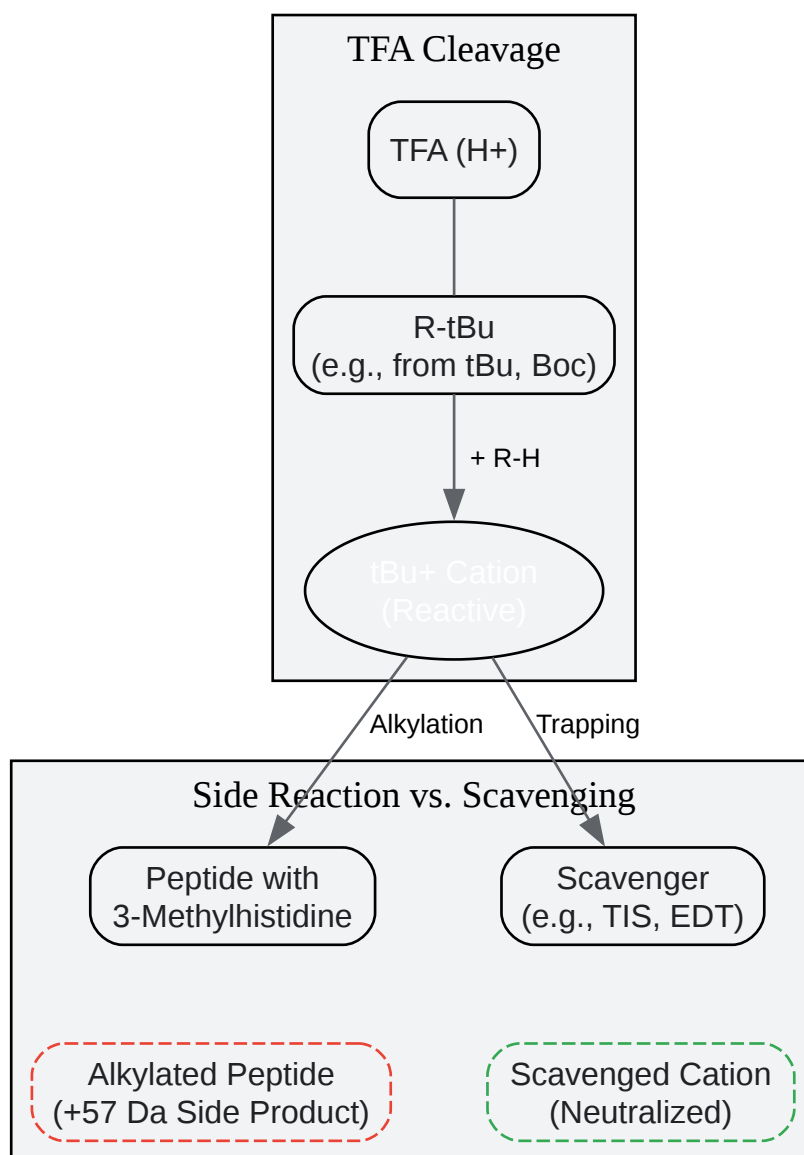 TFA Cleavage
TFA (H+)
R-tBu
(e.g., from tBu, Boc)
+ R-H
tBu+ Cation
(Reactive)
Alkylation
Trapping
Side Reaction vs. Scavenging
Peptide with
3-Methylhistidine
Scavenger
(e.g., TIS, EDT)
Alkylated Peptide
(+57 Da Side Product)
Scavenged Cation
(Neutralized)